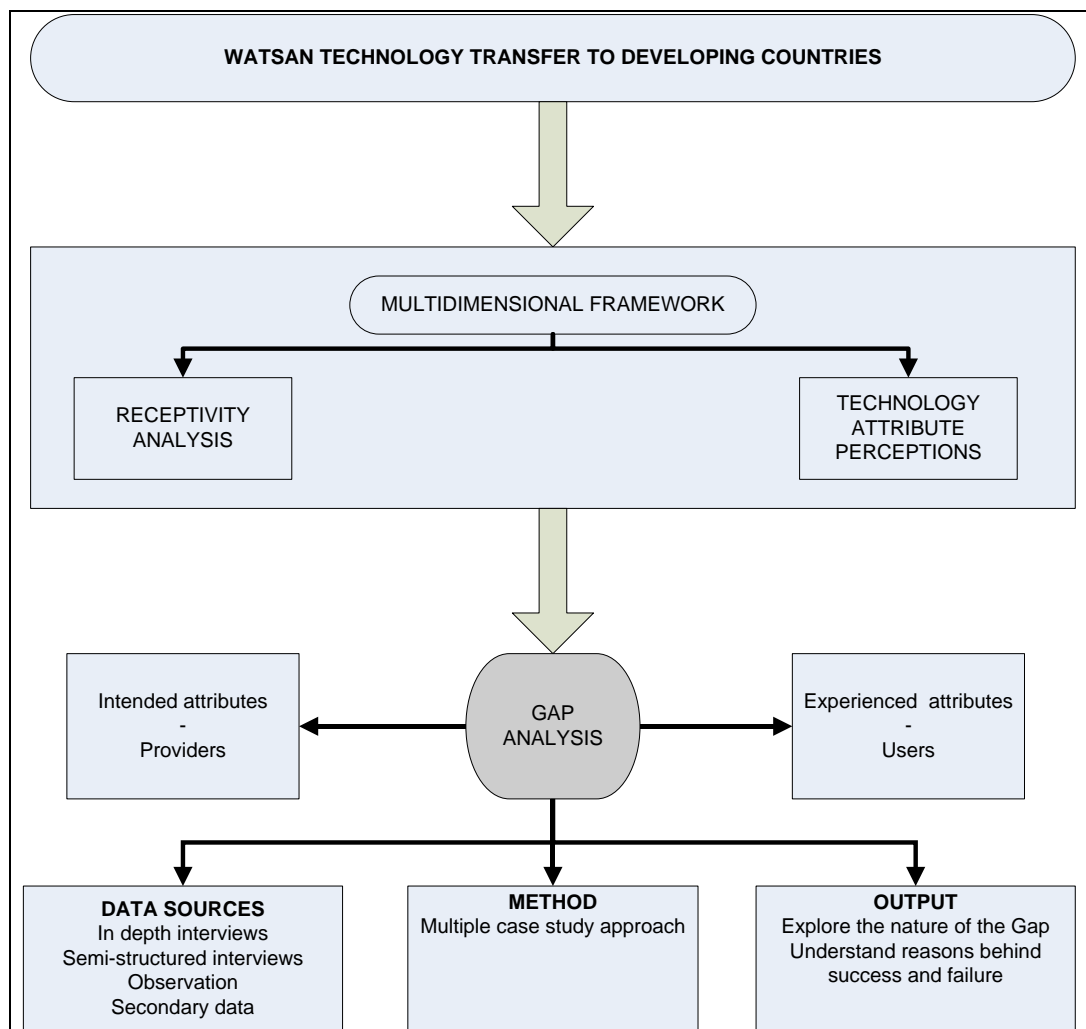 WATSAN TECHNOLOGY TRANSFER TO DEVELOPING COUNTRIES
MULTIDIMENSIONAL FRAMEWORK
RECEPTIVITY
ANALYSIS
TECHNOLOGY
ATTRIBUTE
PERCEPTIONS
Intended attributes
-
Providers
GAP
ANALYSIS
Experienced attributes
-
Users
DATA SOURCES
In depth interviews
Semi-structured interviews
Observation
Secondary data
METHOD
Multiple case study approach
OUTPUT
Explore the nature of the Gap
Understand reasons behind
success and failure